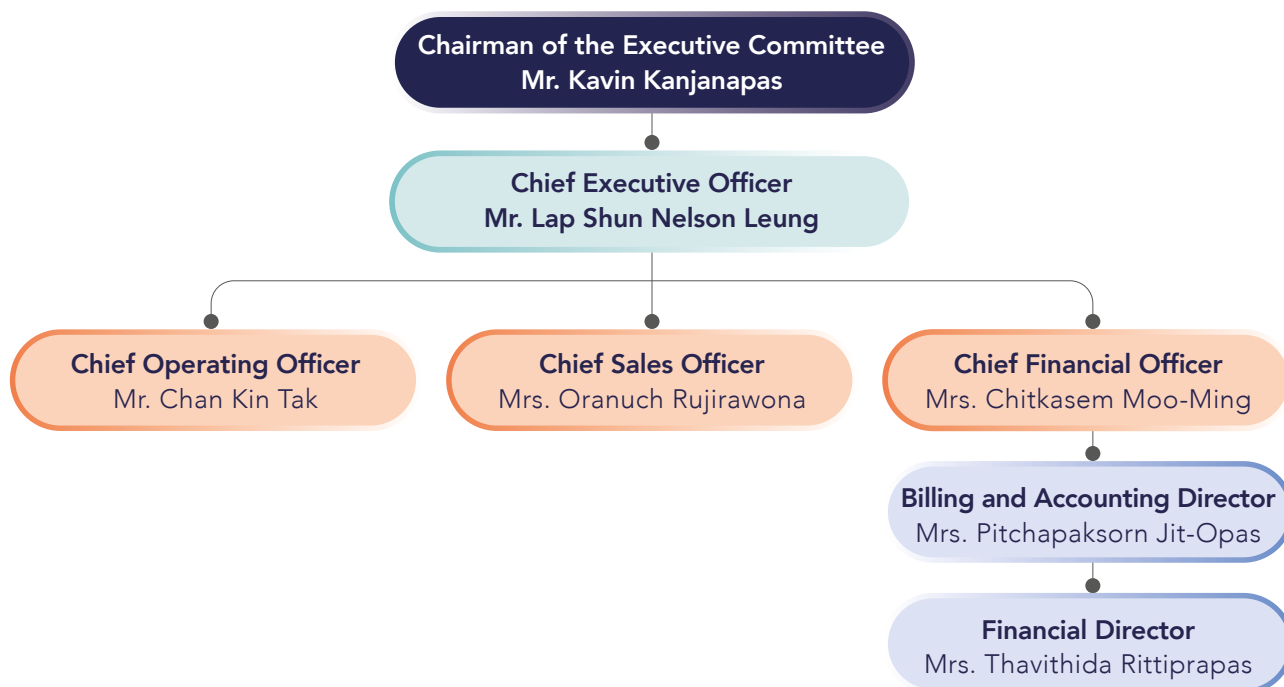 Chairman of the Executive Committee
Mr. Kavin Kanjanapas
Chief Executive Officer
Mr. Lap Shun Nelson Leung
Chief Operating Officer
Mr. Chan Kin Tak
Chief Sales Officer
Mrs. Oranuch Rujirawona
Chief Financial Officer
Mrs. Chitkasem Moo-Ming
Billing and Accounting Director
Mrs. Pitchapaksorn Jit-Opas
Financial Director
Mrs. Thavithida Rittiprapas